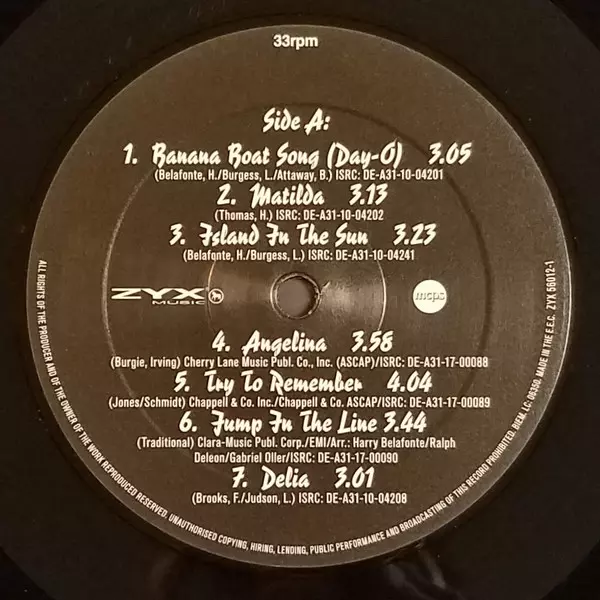 33rpm
Side A:
1. Banana Boat Song (Day-O) 3.05
(Belafonte, H./Burgess, L./Attaway, B.) ISRC: DE-A31-10-04201
2. Matilda 3.13
(Thomas, H.) ISRC: DE-A31-10-04202
3. Island In The Sun 3.23
(Belafonte, H./Burgess, L.) ISRC: DE-A31-10-04241
ZYX
MUSIC
mcps
4. Angelina 3.58
(Burgie, Irving) Cherry Lane Music Publ. Co., Inc. (ASCAP)/ISRC: DE-A31-17-00088
5. Try To Remember 4.04
(Jones/Schmidt) Chappell & Co. Inc./Chappell & Co. ASCAP/ISRC: DE-A31-17-00089
6. Jump In The Line 3.44
(Traditional) Clara-Music Publ. Corp./EMI/Arr.: Harry Belafonte/Ralph
Deleon/Gabriel Oller/ISRC: DE-A31-17-00090
7. Delia 3.01
(Brooks, F./Judson, L.) ISRC: DE-A31-10-04208
ALL RIGHTS OF THE PRODUCER AND OF THE OWNER OF THE WORK REPRODUCED RESERVED. UNAUTHORISED COPYING, HIRING, LENDING, PUBLIC PERFORMANCE AND BROADCASTING OF THIS RECORD PROHIBITED. BIEM. LC: 06350. MADE IN THE E.E.C. ZYX 56012-1